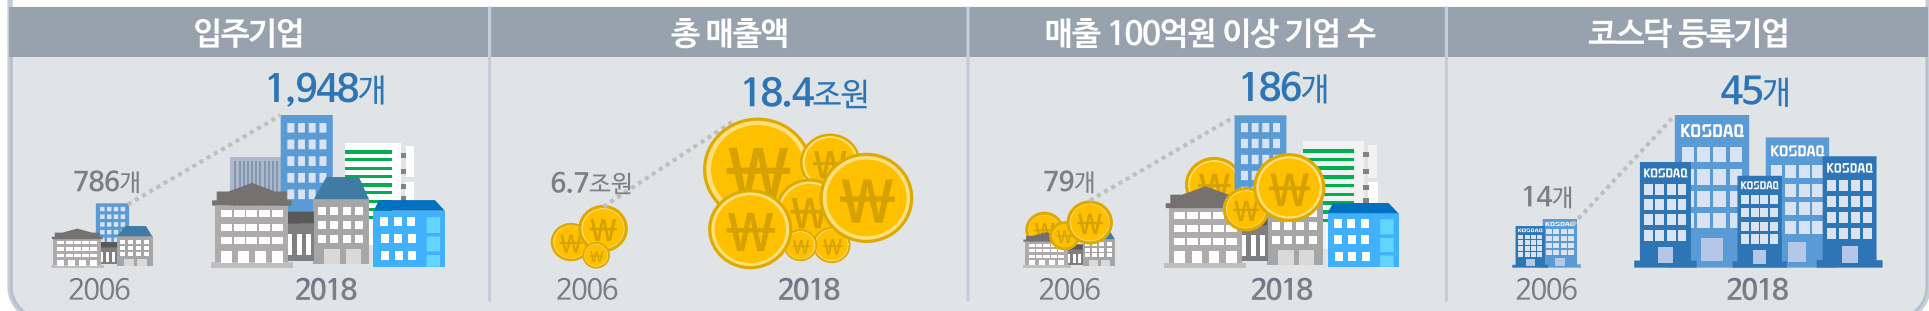 입주기업
1,948개
786개
2006
2018
총 매출액
18.4조원
6.7조원
2006
2018
매출 100억원 이상 기업 수
186개
79개
2006
2018
코스닥 등록기업
45개
14개
KOSDAQ
KOSDAQ
KOSDAQ
KOSDAQ
KOSDAQ
KOSDAQ
KOSDAQ
2006
2018